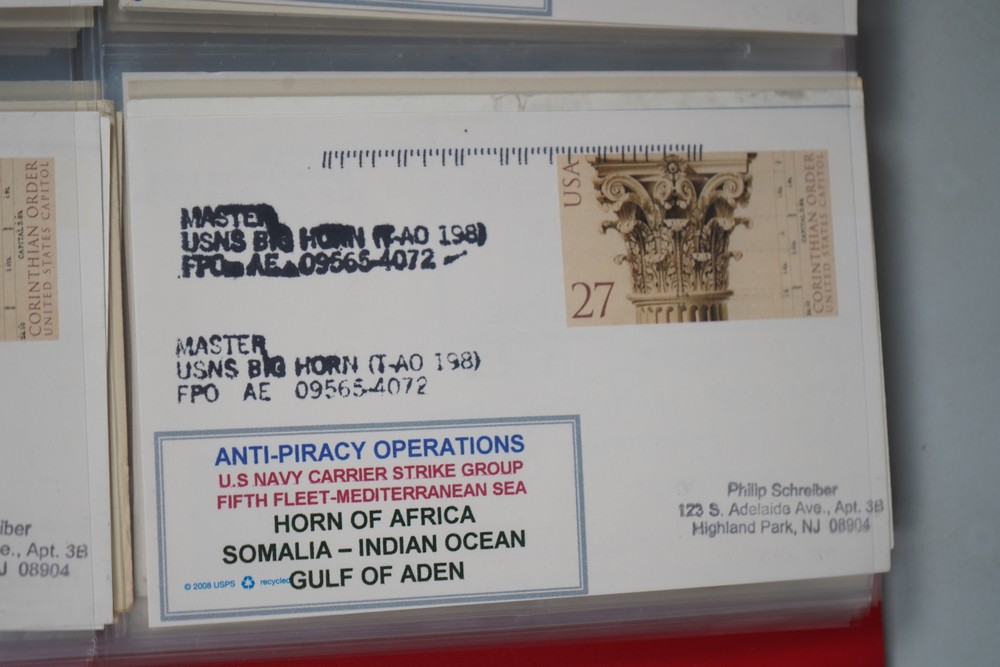 MASTER
USNS BIG HORN (T-AO 198)
FPO AE 09565-4072
USA
27
CORINTHIAN ORDER
UNITED STATES CAPITOL
MASTER
USNS BIG HORN (T-AO 198)
FPO AE 09565-4072
ANTI-PIRACY OPERATIONS
U.S NAVY CARRIER STRIKE GROUP
FIFTH FLEET-MEDITERRANEAN SEA
HORN OF AFRICA
SOMALIA – INDIAN OCEAN
© 2008 USPS recycled
GULF OF ADEN
Philip Schreiber
123 S. Adelaide Ave., Apt. 3B
Highland Park, NJ 08904
CORINTHIAN ORDER
UNITED STATES CAPITOL
iber
e., Apt. 3B
J 08904